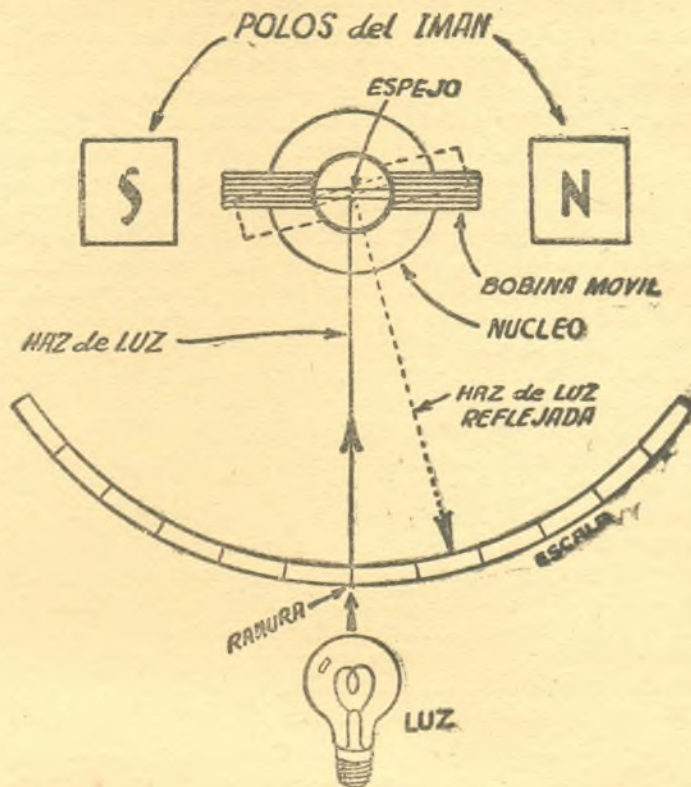 POLOS del IMAN
ESPEJO
S
N
BOBINA MOVIL
NUCLEO
HAZ de LUZ
HAZ de LUZ
REFLEJADA
ESCALA
RANURA
LUZ